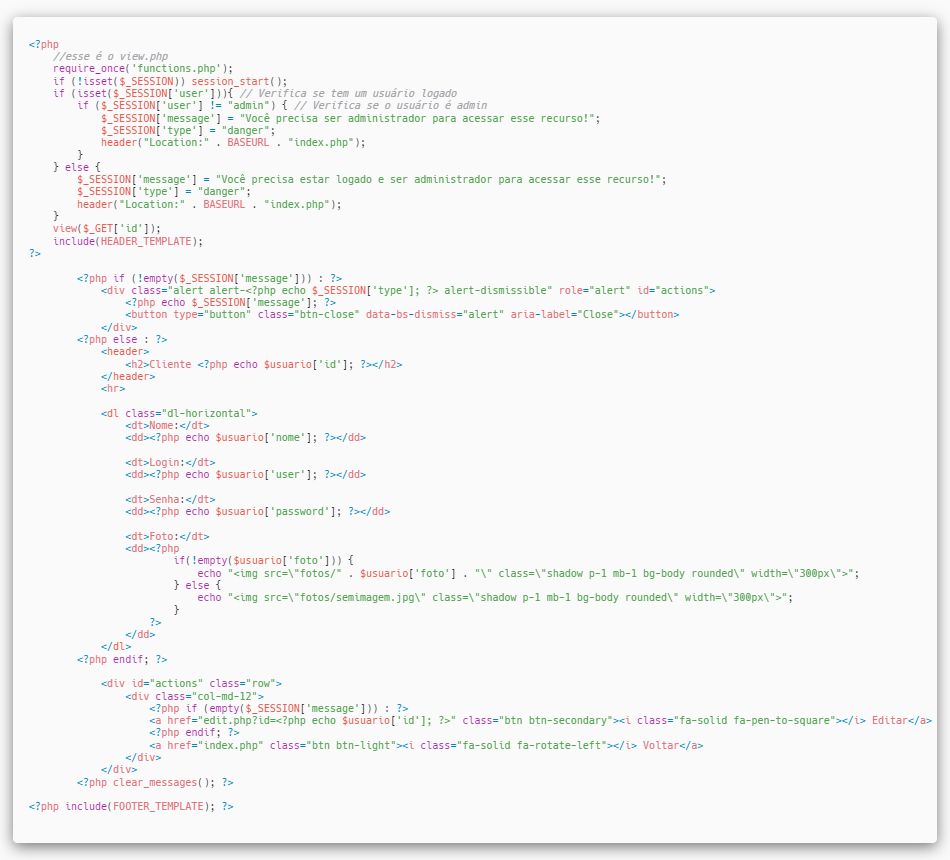 <?php
    //esse é o view.php
    require_once('functions.php');
    if (!isset($_SESSION)) session_start();
    if (isset($_SESSION['user'])){ // Verifica se tem um usuário logado
        if ($_SESSION['user'] != "admin") { // Verifica se o usuário é admin
            $_SESSION['message'] = "Você precisa ser administrador para acessar esse recurso!";
            $_SESSION['type'] = "danger";
            header("Location:" . BASEURL . "index.php");
        }
    } else {
        $_SESSION['message'] = "Você precisa estar logado e ser administrador para acessar esse recurso!";
        $_SESSION['type'] = "danger";
        header("Location:" . BASEURL . "index.php");
    }
    view($_GET['id']);
    include(HEADER_TEMPLATE);
?>

        <?php if (!empty($_SESSION['message'])) : ?>
            <div class="alert alert-<?php echo $_SESSION['type']; ?> alert-dismissible" role="alert" id="actions">
                <?php echo $_SESSION['message']; ?>
                <button type="button" class="btn-close" data-bs-dismiss="alert" aria-label="Close"></button>
            </div>
        <?php else : ?>
            <header>
                <h2>Cliente <?php echo $usuario['id']; ?></h2>
            </header>
            <hr>

            <dl class="dl-horizontal">
                <dt>Nome:</dt>
                <dd><?php echo $usuario['nome']; ?></dd>

                <dt>Login:</dt>
                <dd><?php echo $usuario['user']; ?></dd>

                <dt>Senha:</dt>
                <dd><?php echo $usuario['password']; ?></dd>

                <dt>Foto:</dt>
                <dd><?php
                        if(!empty($usuario['foto'])) {
                            echo "<img src=\"fotos/" . $usuario['foto'] . "\" class=\"shadow p-1 mb-1 bg-body rounded\" width=\"300px\">";
                        } else {
                            echo "<img src=\"fotos/semimagem.jpg\" class=\"shadow p-1 mb-1 bg-body rounded\" width=\"300px\">";
                        }
                    ?>
                </dd>
            </dl>
        <?php endif; ?>

            <div id="actions" class="row">
                <div class="col-md-12">
                    <?php if (empty($_SESSION['message'])) : ?>
                    <a href="edit.php?id=<?php echo $usuario['id']; ?>" class="btn btn-secondary"><i class="fa-solid fa-pen-to-square"></i> Editar</a>
                    <?php endif; ?>
                    <a href="index.php" class="btn btn-light"><i class="fa-solid fa-rotate-left"></i> Voltar</a>
                </div>
            </div>
        <?php clear_messages(); ?>

<?php include(FOOTER_TEMPLATE); ?>